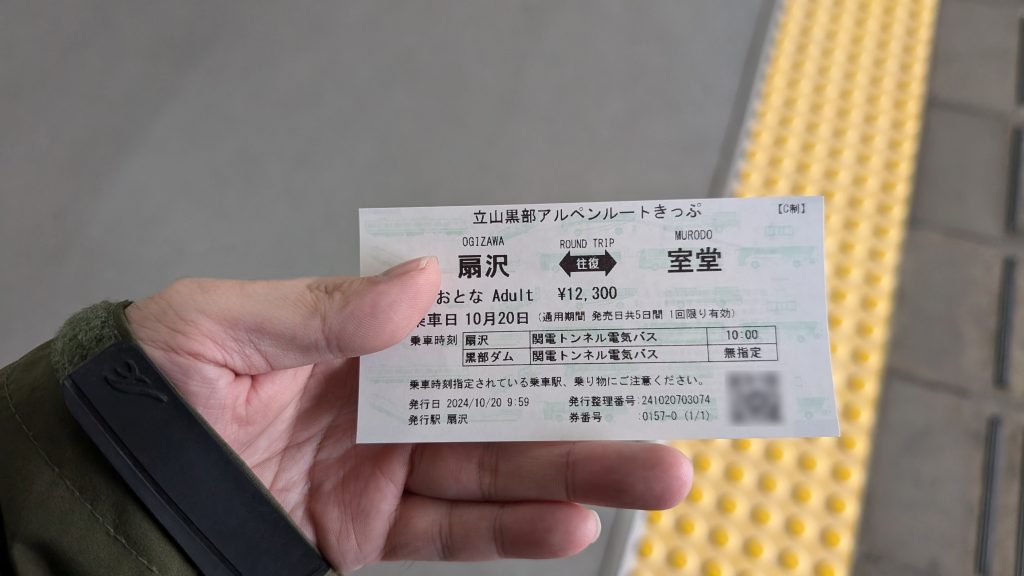 立山黒部アルペンルートきっぷ 【C制】
OGIZAWA ROUND TRIP MURODO
扇沢 往復 室堂
おとな Adult ¥12,300
乗車日 10月20日 (通用期間 発売日共5日間 1回限り有効)
乗車時刻 扇沢 関電トンネル電気バス 10:00
黒部ダム 関電トンネル電気バス 無指定
乗車時刻指定されている乗車駅、乗り物にご注意ください。
発行日 2024/10/20 9:59 発行整理番号:241020703074
発行駅 扇沢 券番号 :0157-0 (1/1)